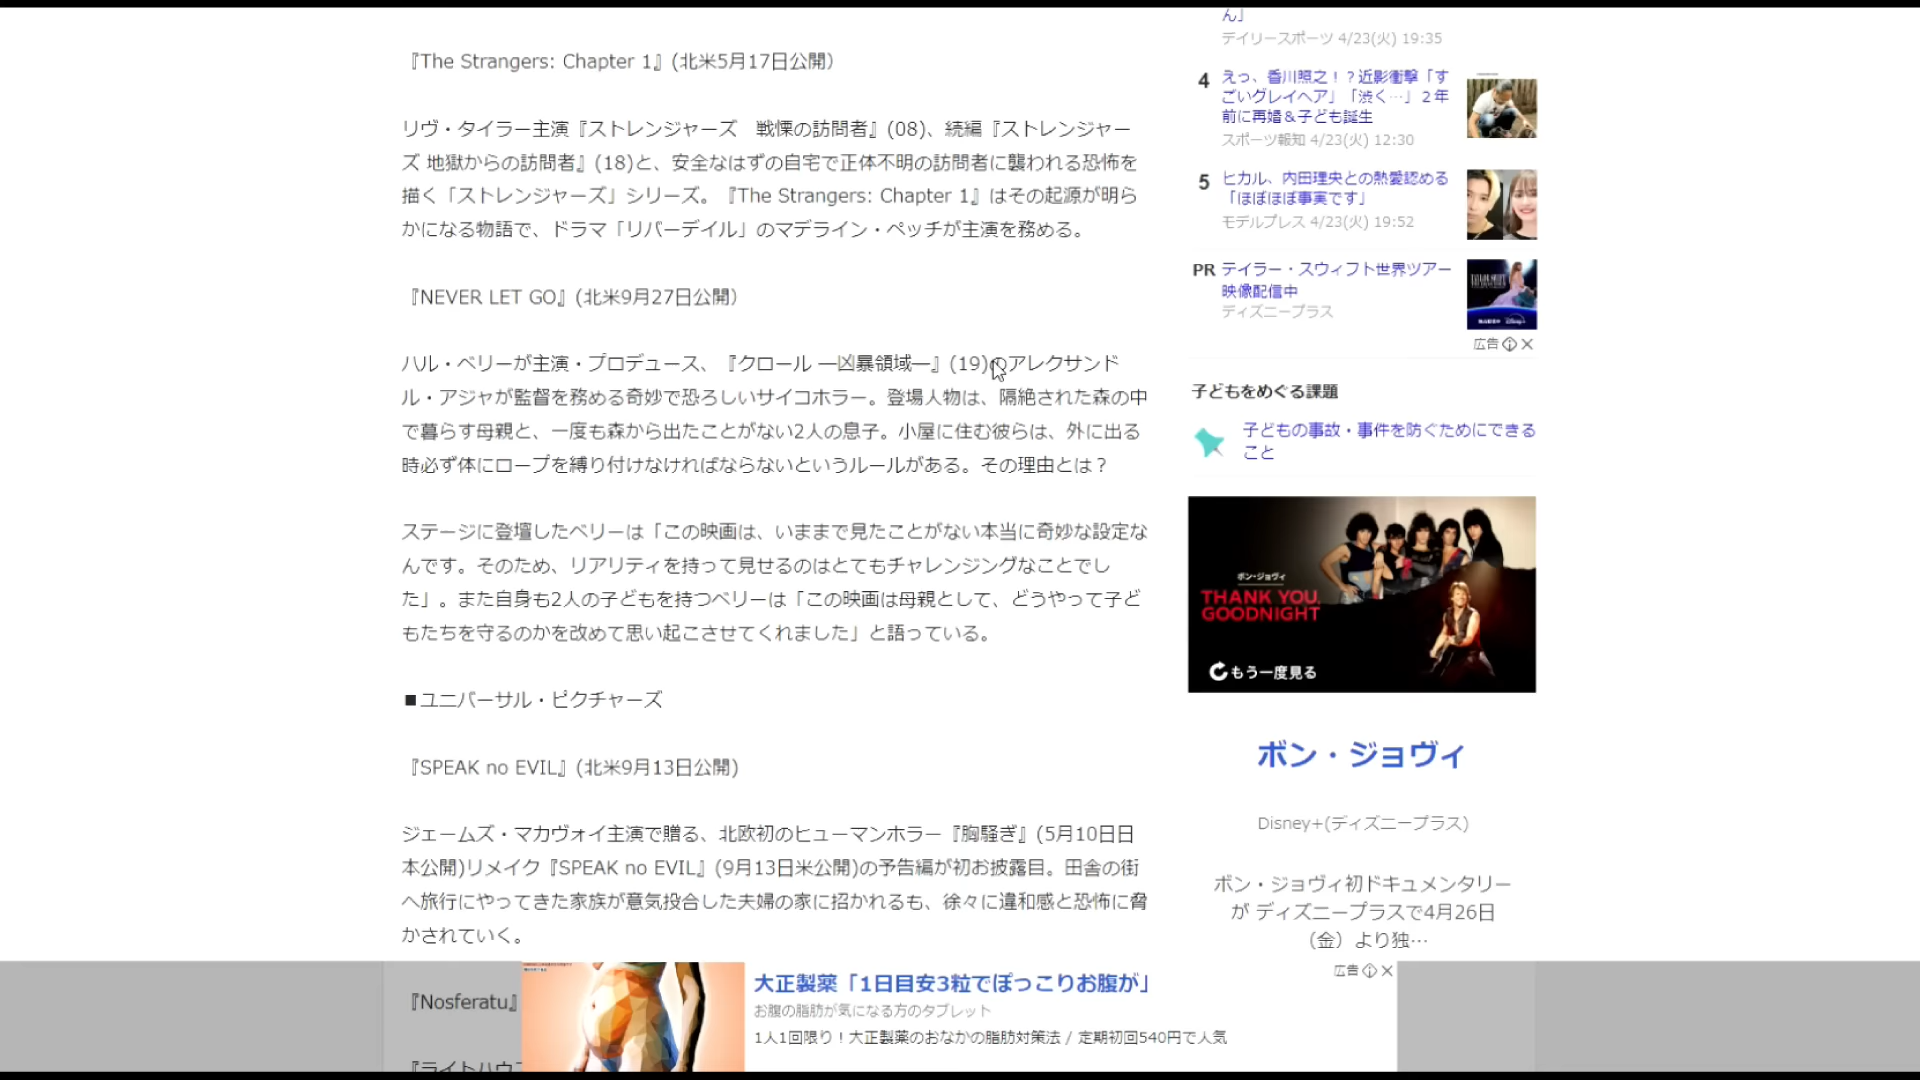 『The Strangers: Chapter 1』(北米5月17日公開)
リヴ・タイラー主演『ストレンジャーズ　戦慄の訪問者』(08)、続編『ストレンジャー
ズ 地獄からの訪問者』(18)と、安全なはずの自宅で正体不明の訪問者に襲われる恐怖を
描く「ストレンジャーズ」シリーズ。『The Strangers: Chapter 1』はその起源が明ら
かになる物語で、ドラマ「リバーデイル」のマデライン・ペッチが主演を務める。
『NEVER LET GO』(北米9月27日公開)
ハル・ベリーが主演・プロデュース、『クロール ―凶暴領域―』(19)のアレクサンド
ル・アジャが監督を務める奇妙で恐ろしいサイコホラー。登場人物は、隔絶された森の中
で暮らす母親と、一度も森から出たことがない2人の息子。小屋に住む彼らは、外に出る
時必ず体にロープを縛り付けなければならないというルールがある。その理由とは？
ステージに登壇したベリーは「この映画は、いままで見たことがない本当に奇妙な設定な
んです。そのため、リアリティを持って見せるのはとてもチャレンジングなことでし
た」。また自身も2人の子どもを持つベリーは「この映画は母親として、どうやって子ど
もたちを守るのかを改めて思い起こさせてくれました」と語っている。
■ユニバーサル・ピクチャーズ
『SPEAK no EVIL』(北米9月13日公開)
ジェームズ・マカヴォイ主演で贈る、北欧初のヒューマンホラー『胸騒ぎ』(5月10日日
本公開)リメイク『SPEAK no EVIL』(9月13日米公開)の予告編が初お披露目。田舎の街
へ旅行にやってきた家族が意気投合した夫婦の家に招かれるも、徐々に違和感と恐怖に脅
かされていく。
『Nosferatu』
『ライトハウス
ん」
デイリースポーツ 4/23(火) 19:35
4
えっ、香川照之！？近影衝撃「す
ごいグレイヘア」「渋く…」２年
前に再婚＆子ども誕生
スポーツ報知 4/23(火) 12:30
5
ヒカル、内田理央との熱愛認める
「ほぼほぼ事実です」
モデルプレス 4/23(火) 19:52
PR テイラー・スウィフト世界ツアー
映像配信中
ディズニープラス
広告
子どもをめぐる課題
子どもの事故・事件を防ぐためにできる
こと
ボン・ジョヴィ
THANK YOU,
GOODNIGHT
もう一度見る
ボン・ジョヴィ
Disney+(ディズニープラス)
ボン・ジョヴィ初ドキュメンタリー
が ディズニープラスで4月26日
（金）より独…
広告
大正製薬「1日目安3粒でぽっこりお腹が」
お腹の脂肪が気になる方のタブレット
1人1回限り！大正製薬のおなかの脂肪対策法 / 定期初回540円で人気